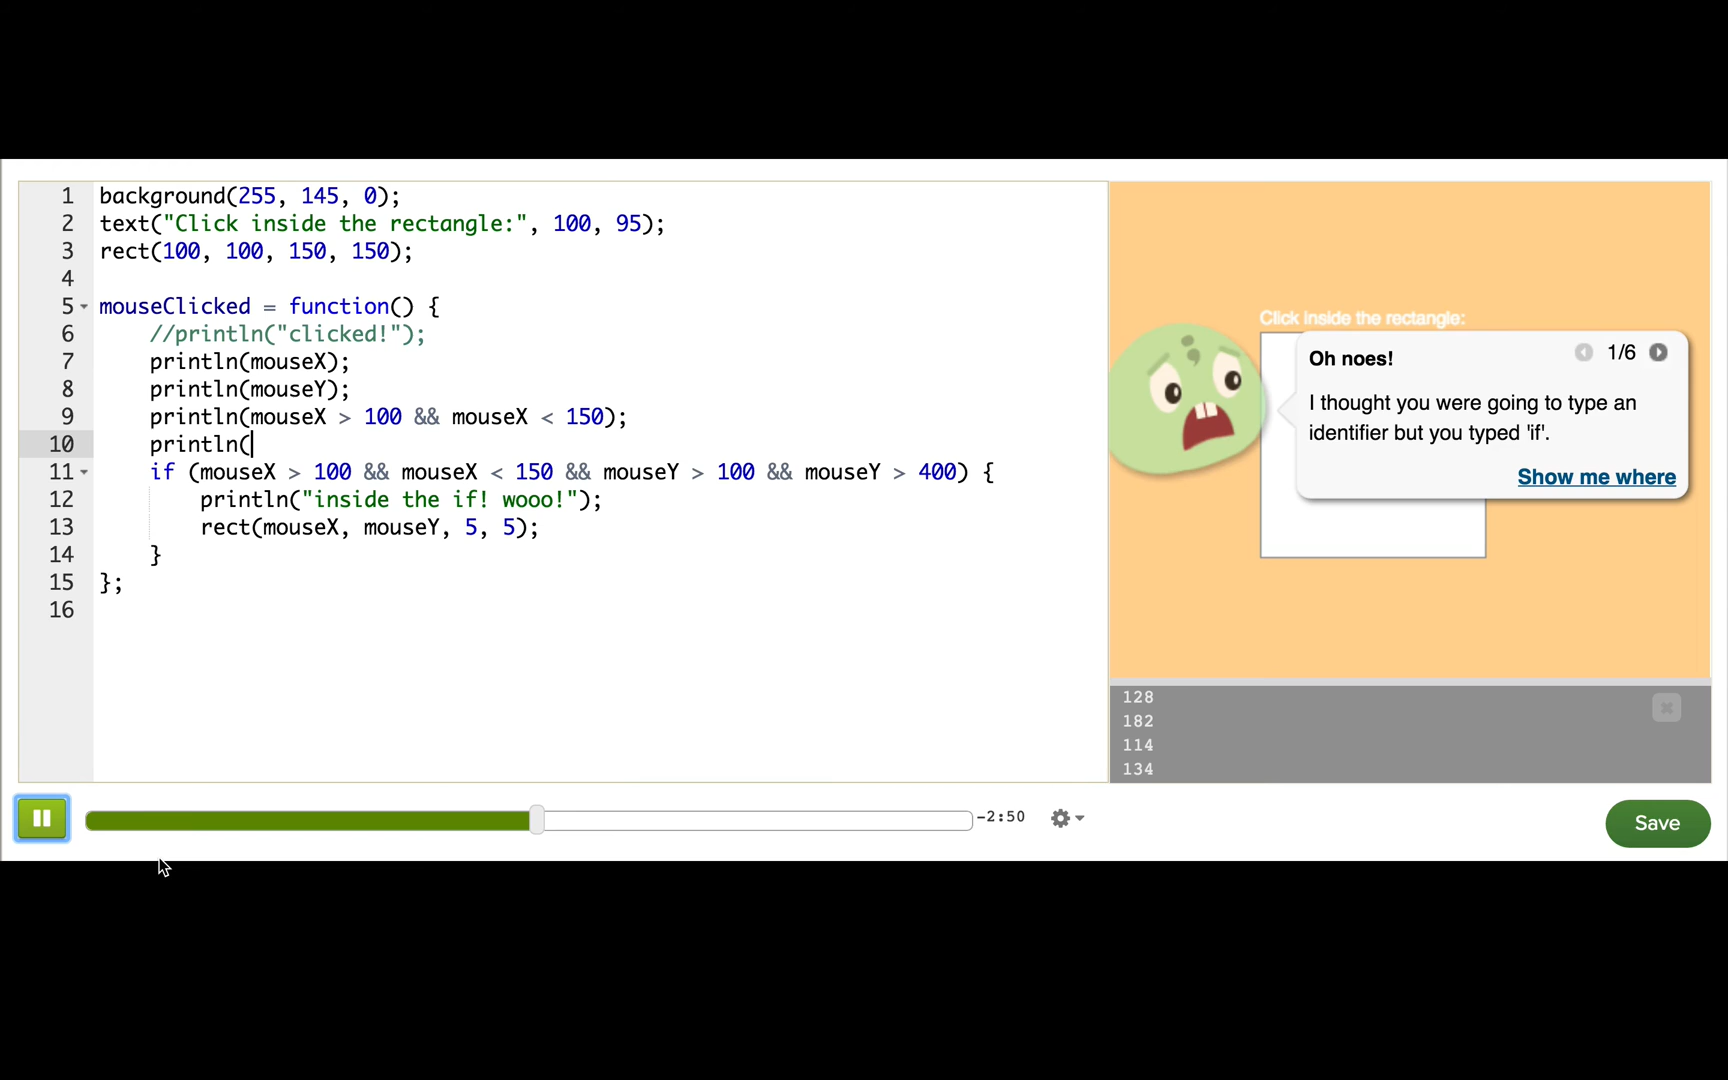 1 background(255, 145, 0);
2 text("Click inside the rectangle:", 100, 95);
3 rect(100, 100, 150, 150);
4
5 mouseClicked = function() {
6 //println("clicked!");
7 println(mouseX);
8 println(mouseY);
9 println(mouseX > 100 && mouseX < 150);
10 println(
11 if (mouseX > 100 && mouseX < 150 && mouseY > 100 && mouseY > 400) {
12 println("inside the if! wooo!");
13 rect(mouseX, mouseY, 5, 5);
14 }
15 };
16
Click inside the rectangle:
Oh noes! 1/6
I thought you were going to type an
identifier but you typed 'if'.
Show me where
128
182
114
134
-2:50
Save